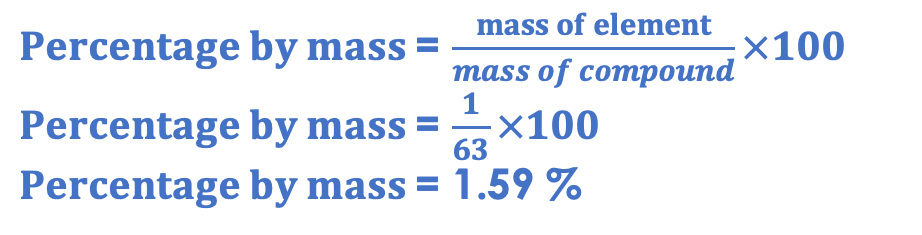 Percentage by mass = mass of element / mass of compound ×100
Percentage by mass = 1/63 ×100
Percentage by mass = 1.59 %